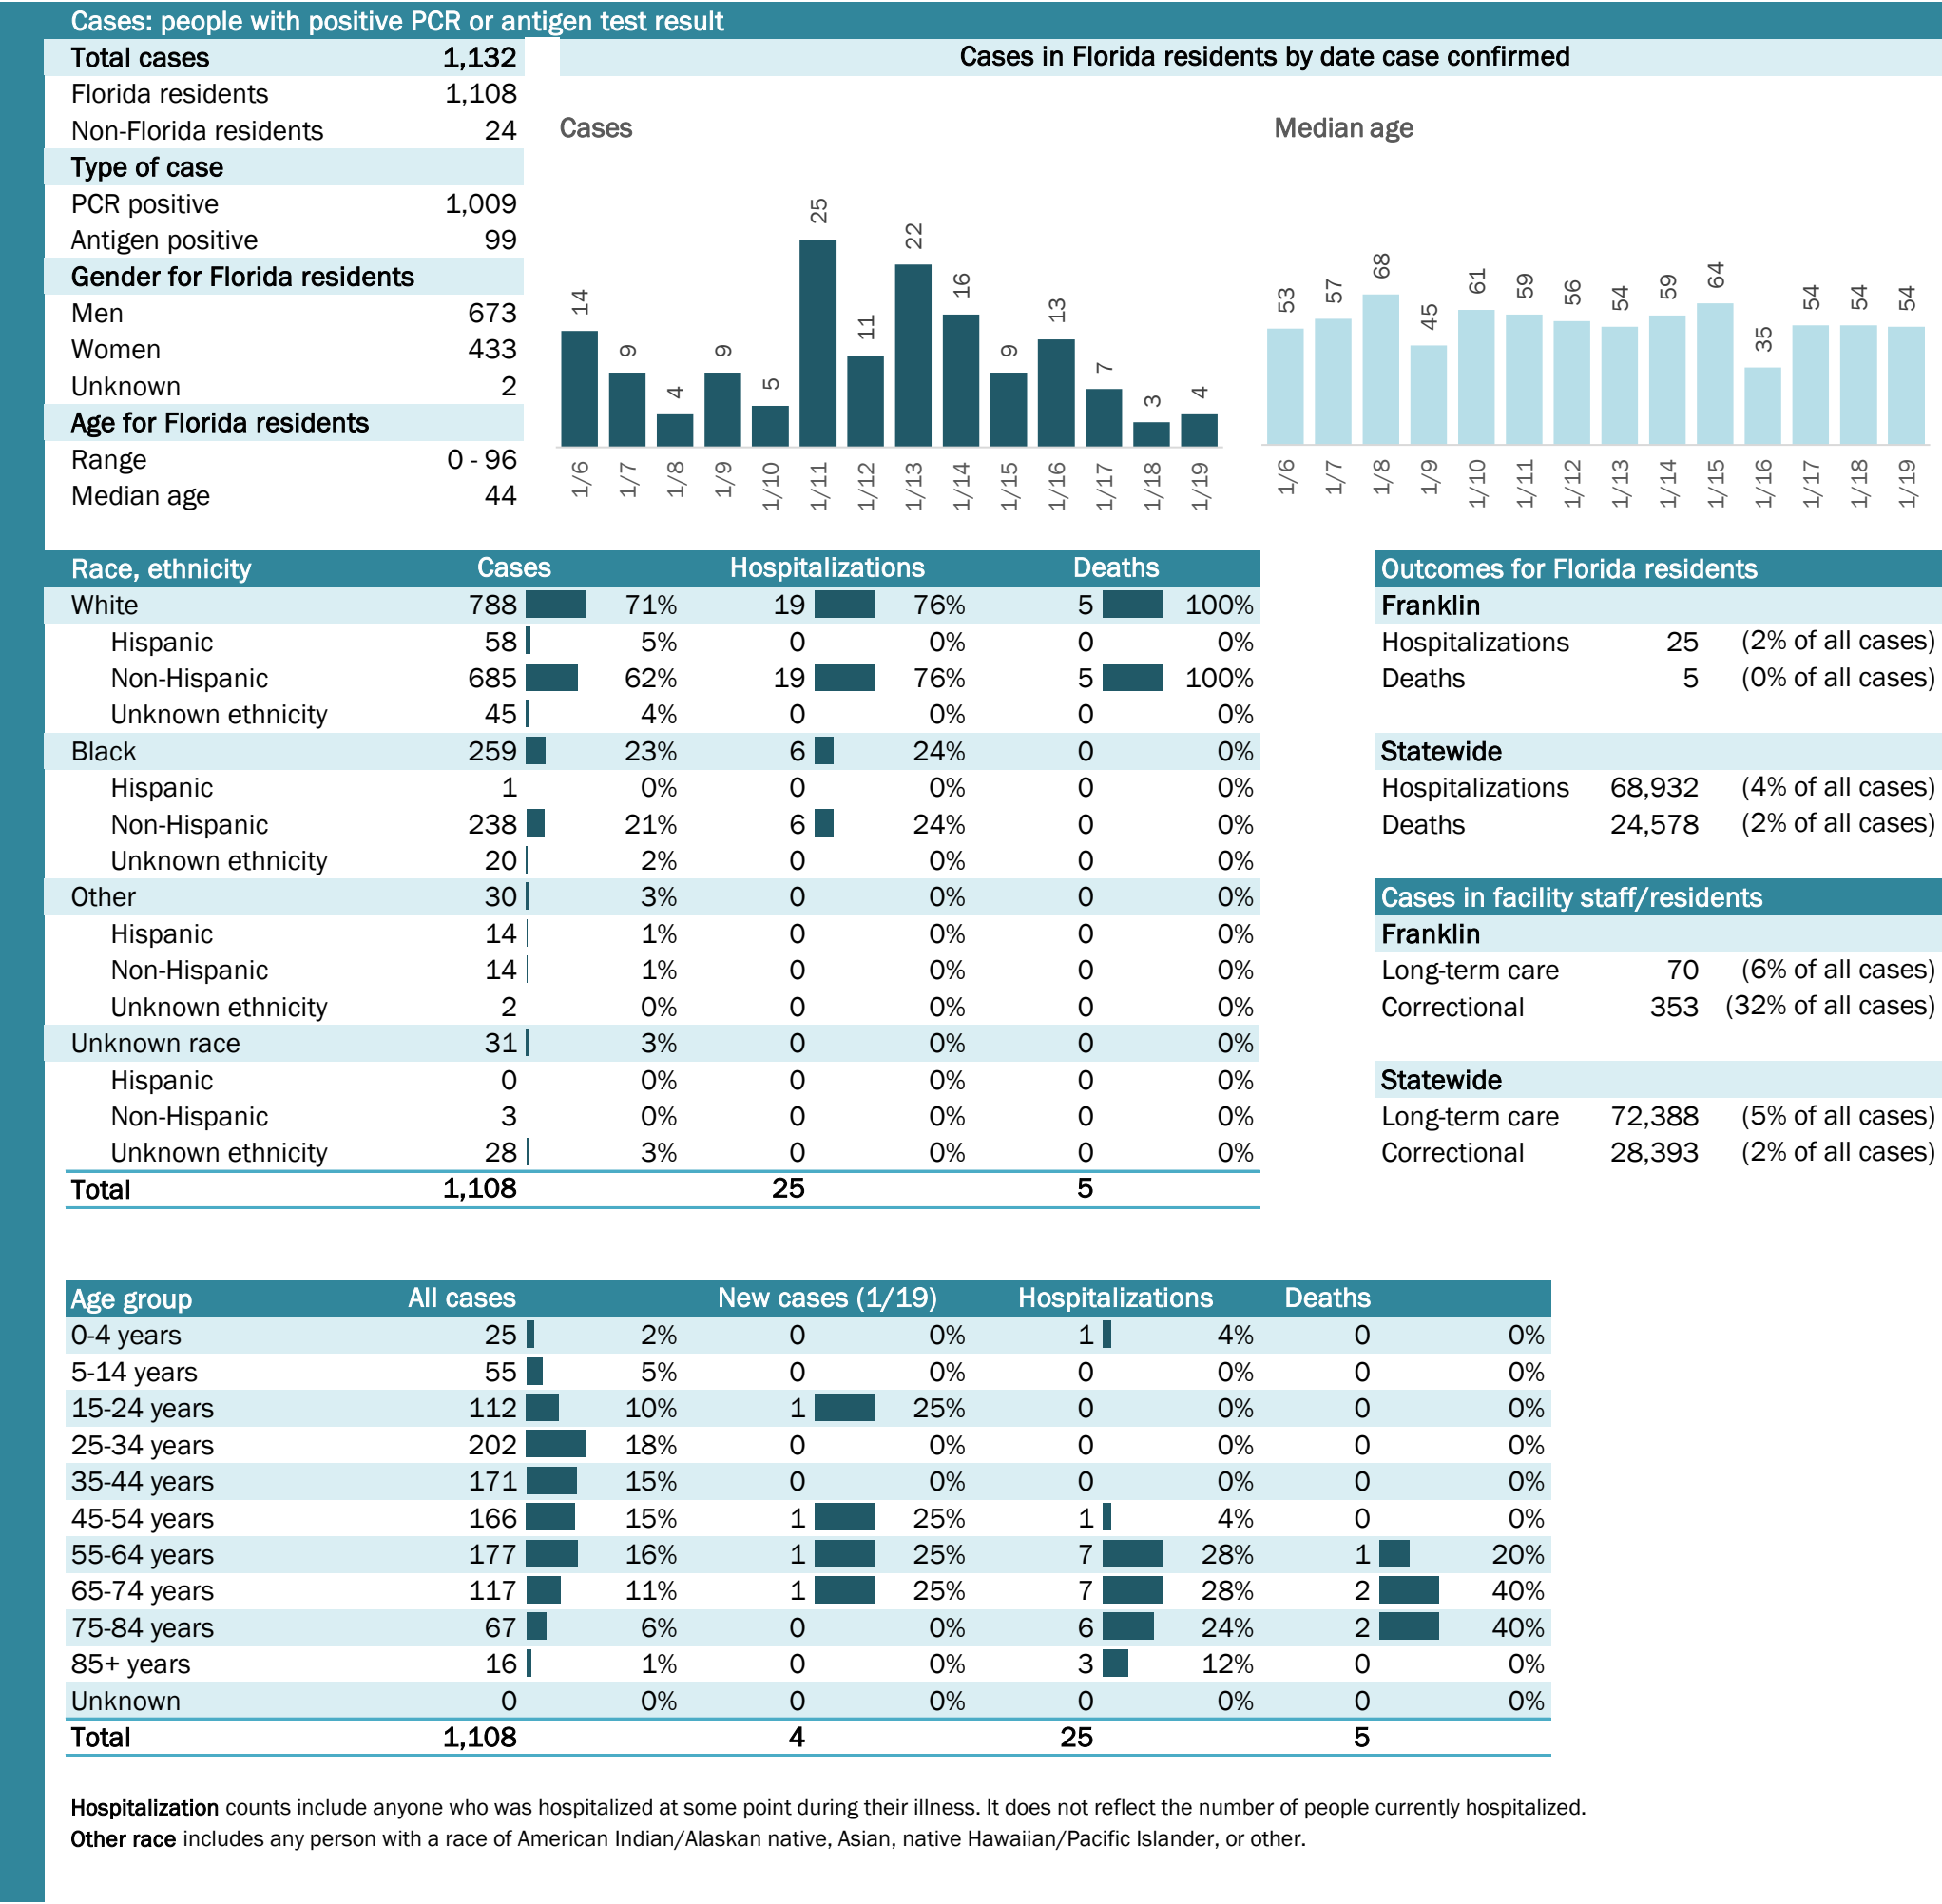 Cases: people with positive PCR or antigen test result
Total cases 1,132
Florida residents 1,108
Non-Florida residents 24
Type of case
PCR positive 1,009
Antigen positive 99
Gender for Florida residents
Men 673
Women 433
Unknown 2
Age for Florida residents
Range 0 - 96
Median age 44
Cases in Florida residents by date case confirmed
Cases
14 9 4 9 5 25 11 22 16 9 13 7 3 4
1/6 1/7 1/8 1/9 1/10 1/11 1/12 1/13 1/14 1/15 1/16 1/17 1/18 1/19
Median age
53 57 68 45 61 59 56 54 59 64 35 54 54 54
1/6 1/7 1/8 1/9 1/10 1/11 1/12 1/13 1/14 1/15 1/16 1/17 1/18 1/19
Race, ethnicity Cases Hospitalizations Deaths
White 788 71% 19 76% 5 100%
Hispanic 58 5% 0 0% 0 0%
Non-Hispanic 685 62% 19 76% 5 100%
Unknown ethnicity 45 4% 0 0% 0 0%
Black 259 23% 6 24% 0 0%
Hispanic 1 0% 0 0% 0 0%
Non-Hispanic 238 21% 6 24% 0 0%
Unknown ethnicity 20 2% 0 0% 0 0%
Other 30 3% 0 0% 0 0%
Hispanic 14 1% 0 0% 0 0%
Non-Hispanic 14 1% 0 0% 0 0%
Unknown ethnicity 2 0% 0 0% 0 0%
Unknown race 31 3% 0 0% 0 0%
Hispanic 0 0% 0 0% 0 0%
Non-Hispanic 3 0% 0 0% 0 0%
Unknown ethnicity 28 3% 0 0% 0 0%
Total 1,108 25 5
Outcomes for Florida residents
Franklin
Hospitalizations 25 (2% of all cases)
Deaths 5 (0% of all cases)
Statewide
Hospitalizations 68,932 (4% of all cases)
Deaths 24,578 (2% of all cases)
Cases in facility staff/residents
Franklin
Long-term care 70 (6% of all cases)
Correctional 353 (32% of all cases)
Statewide
Long-term care 72,388 (5% of all cases)
Correctional 28,393 (2% of all cases)
Age group All cases New cases (1/19) Hospitalizations Deaths
0-4 years 25 2% 0 0% 1 4% 0 0%
5-14 years 55 5% 0 0% 0 0% 0 0%
15-24 years 112 10% 1 25% 0 0% 0 0%
25-34 years 202 18% 0 0% 0 0% 0 0%
35-44 years 171 15% 0 0% 0 0% 0 0%
45-54 years 166 15% 1 25% 1 4% 0 0%
55-64 years 177 16% 1 25% 7 28% 1 20%
65-74 years 117 11% 1 25% 7 28% 2 40%
75-84 years 67 6% 0 0% 6 24% 2 40%
85+ years 16 1% 0 0% 3 12% 0 0%
Unknown 0 0% 0 0% 0 0% 0 0%
Total 1,108 4 25 5
Hospitalization counts include anyone who was hospitalized at some point during their illness. It does not reflect the number of people currently hospitalized.
Other race includes any person with a race of American Indian/Alaskan native, Asian, native Hawaiian/Pacific Islander, or other.